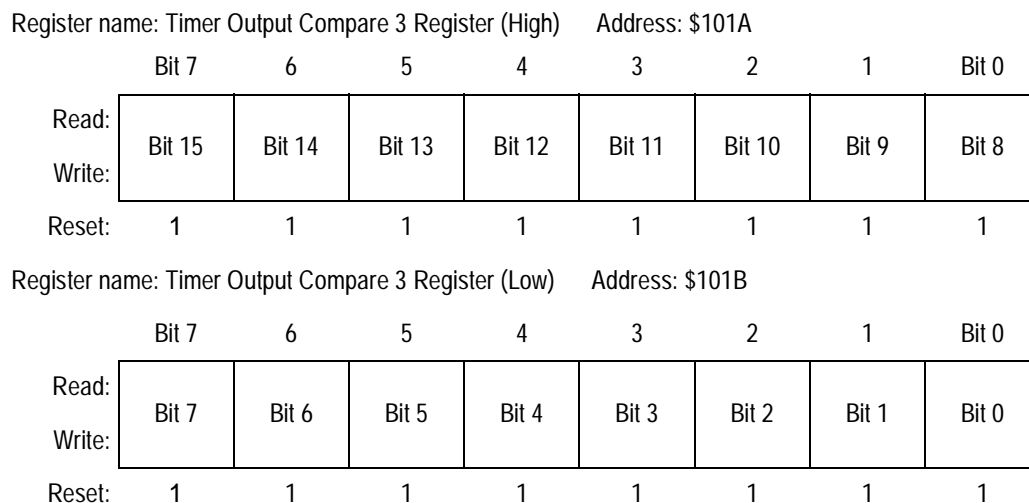 Register name: Timer Output Compare 3 Register (High) Address: $101A
Bit 7 6 5 4 3 2 1 Bit 0
Read:
Bit 15 Bit 14 Bit 13 Bit 12 Bit 11 Bit 10 Bit 9 Bit 8
Write:
Reset: 1 1 1 1 1 1 1 1
Register name: Timer Output Compare 3 Register (Low) Address: $101B
Bit 7 6 5 4 3 2 1 Bit 0
Read:
Bit 7 Bit 6 Bit 5 Bit 4 Bit 3 Bit 2 Bit 1 Bit 0
Write:
Reset: 1 1 1 1 1 1 1 1